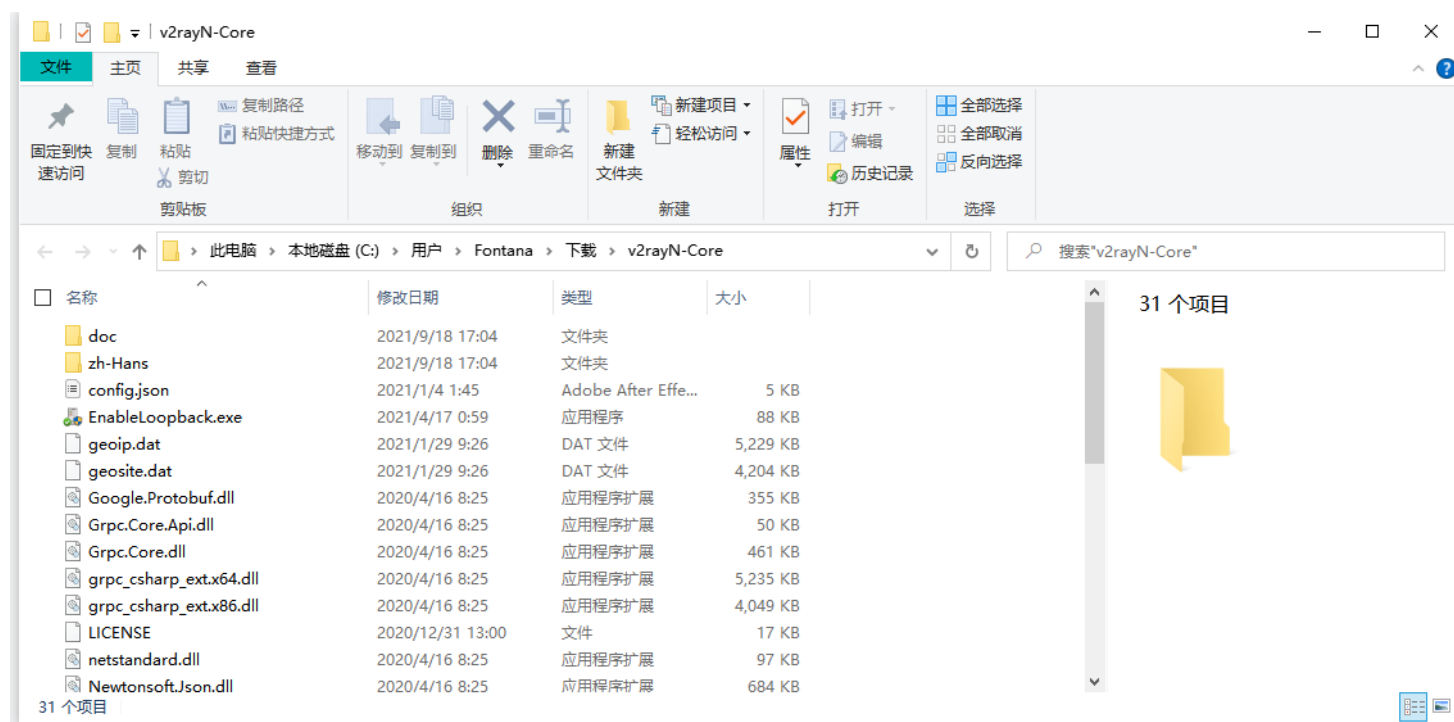 v2rayN-Core
文件 主页 共享 查看
固定到快速访问
复制
粘贴
复制路径
粘贴快捷方式
剪切
剪贴板
移动到
复制到
删除
重命名
组织
新建文件夹
新建项目
轻松访问
新建
属性
打开
编辑
历史记录
打开
全部选择
全部取消
反向选择
选择
此电脑 › 本地磁盘 (C:) › 用户 › Fontana › 下载 › v2rayN-Core
搜索"v2rayN-Core"
名称 修改日期 类型 大小
doc 2021/9/18 17:04 文件夹
zh-Hans 2021/9/18 17:04 文件夹
config.json 2021/1/4 1:45 Adobe After Effe... 5 KB
EnableLoopback.exe 2021/4/17 0:59 应用程序 88 KB
geoip.dat 2021/1/29 9:26 DAT 文件 5,229 KB
geosite.dat 2021/1/29 9:26 DAT 文件 4,204 KB
Google.Protobuf.dll 2020/4/16 8:25 应用程序扩展 355 KB
Grpc.Core.Api.dll 2020/4/16 8:25 应用程序扩展 50 KB
Grpc.Core.dll 2020/4/16 8:25 应用程序扩展 461 KB
grpc_csharp_ext.x64.dll 2020/4/16 8:25 应用程序扩展 5,235 KB
grpc_csharp_ext.x86.dll 2020/4/16 8:25 应用程序扩展 4,049 KB
LICENSE 2020/12/31 13:00 文件 17 KB
netstandard.dll 2020/4/16 8:25 应用程序扩展 97 KB
Newtonsoft.Json.dll 2020/4/16 8:25 应用程序扩展 684 KB
31 个项目
31 个项目